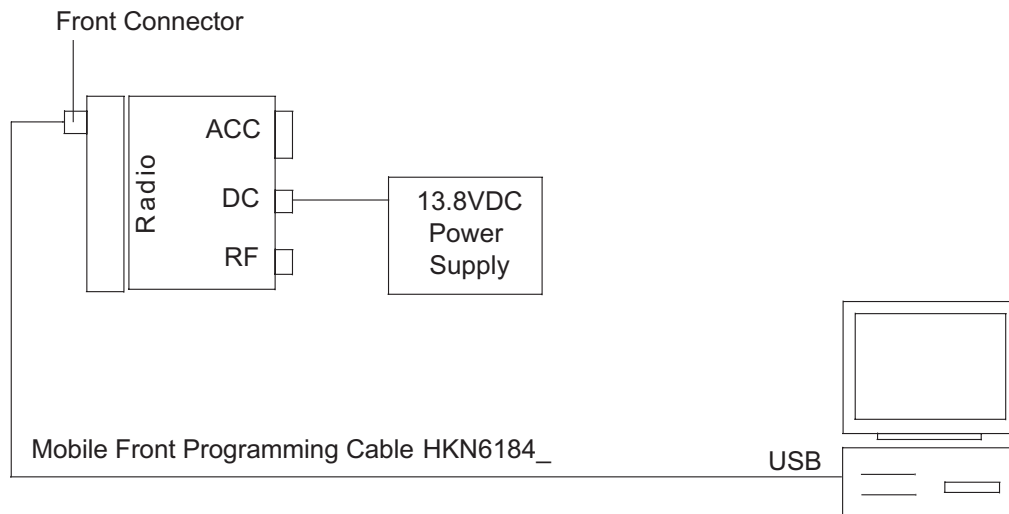 Front Connector
ACC
Radio
DC
RF
13.8VDC
Power
Supply
Mobile Front Programming Cable HKN6184_
USB